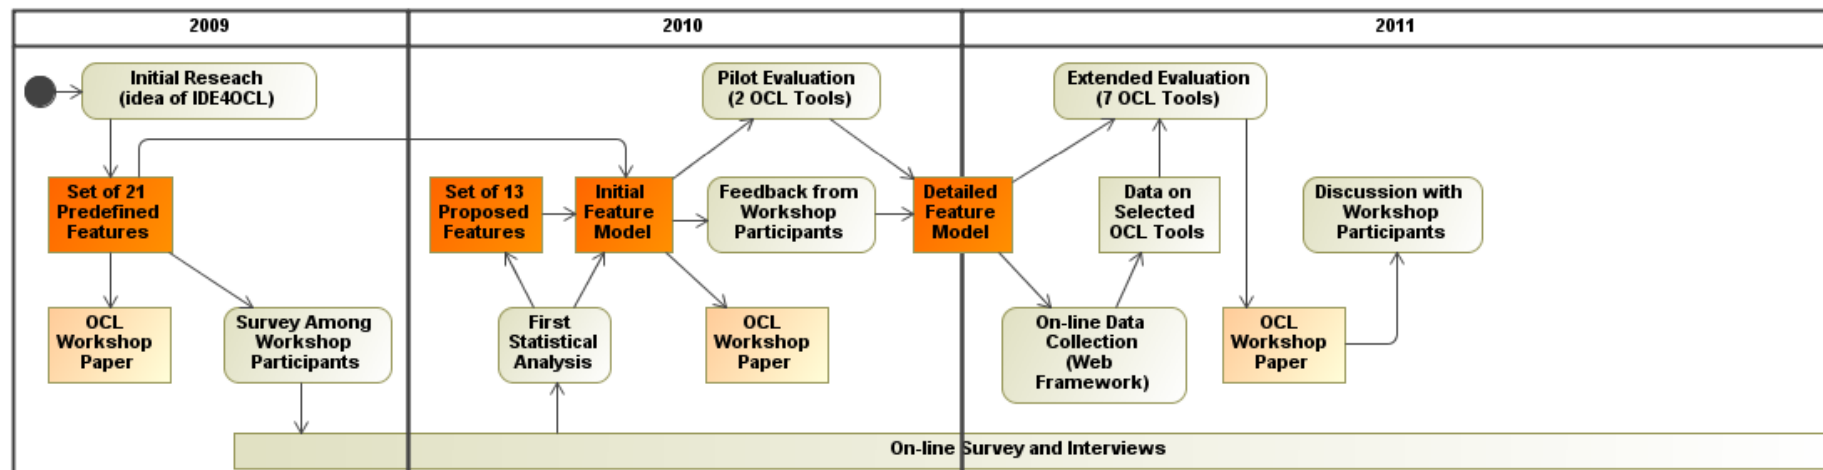 2009
2010
2011
Initial Reseach
(idea of IDE4OCL)
Pilot Evaluation
(2 OCL Tools)
Extended Evaluation
(7 OCL Tools)
Set of 21
Predefined
Features
Set of 13
Proposed
Features
Initial
Feature
Model
Feedback from
Workshop
Participants
Detailed
Feature
Model
Data on
Selected
OCL Tools
Discussion with
Workshop
Participants
OCL
Workshop
Paper
Survey Among
Workshop
Participants
First
Statistical
Analysis
OCL
Workshop
Paper
On-line Data
Collection
(Web
Framework)
OCL
Workshop
Paper
On-line Survey and Interviews